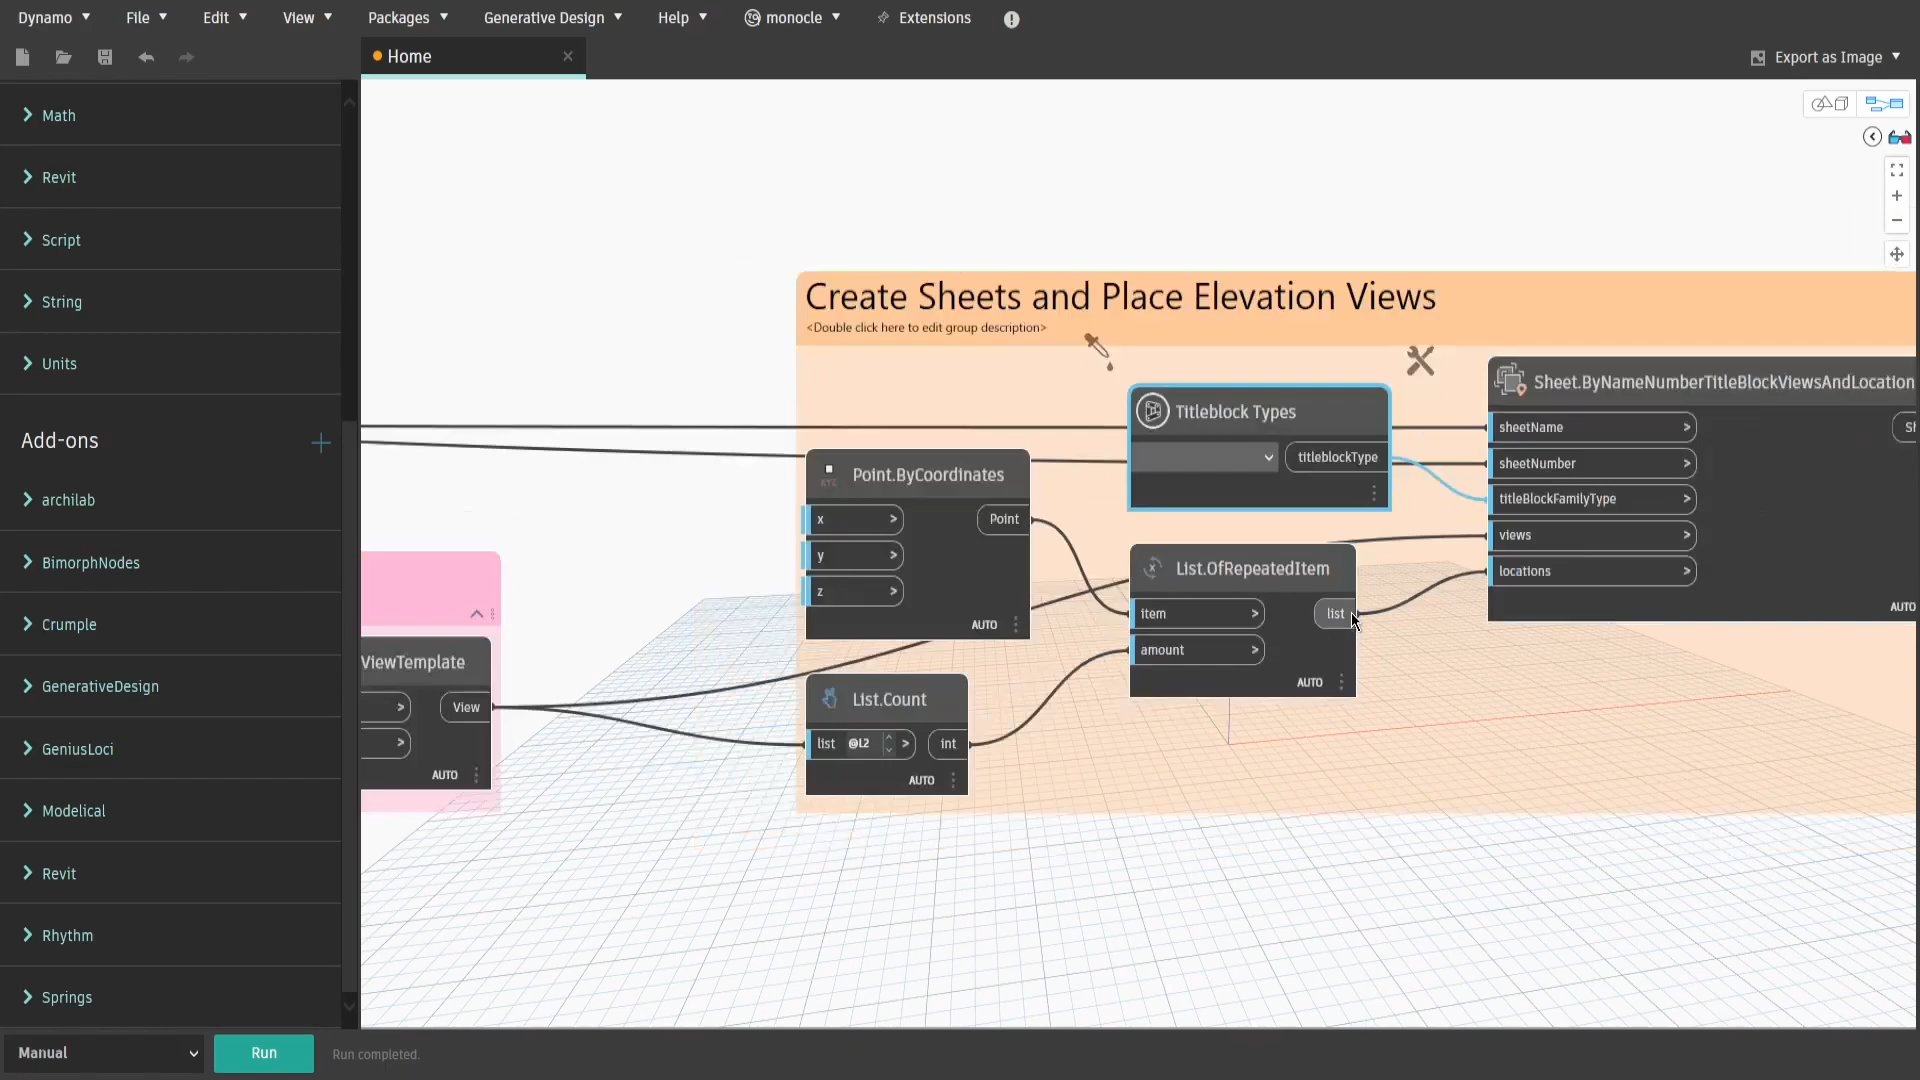 Dynamo File Edit View Packages Generative Design Help monocle Extensions
Home
Export as Image
Math
Revit
Script
String
Units
Add-ons
archilab
BimorphNodes
Crumple
GenerativeDesign
GeniusLoci
Modelical
Revit
Rhythm
Springs
Create Sheets and Place Elevation Views
<Double click here to edit group description>
Sheet.ByNameNumberTitleBlockViewsAndLocation
sheetName >
sheetNumber >
titleBlockFamilyType >
views >
locations >
AUTO
Titleblock Types
titleblockType
Point.ByCoordinates
XYZ
x > Point
y >
z >
AUTO
List.OfRepeatedItem
item > list
amount >
AUTO
ViewTemplate
> View
>
AUTO
List.Count
list @L2 > int
AUTO
Manual Run Run completed.